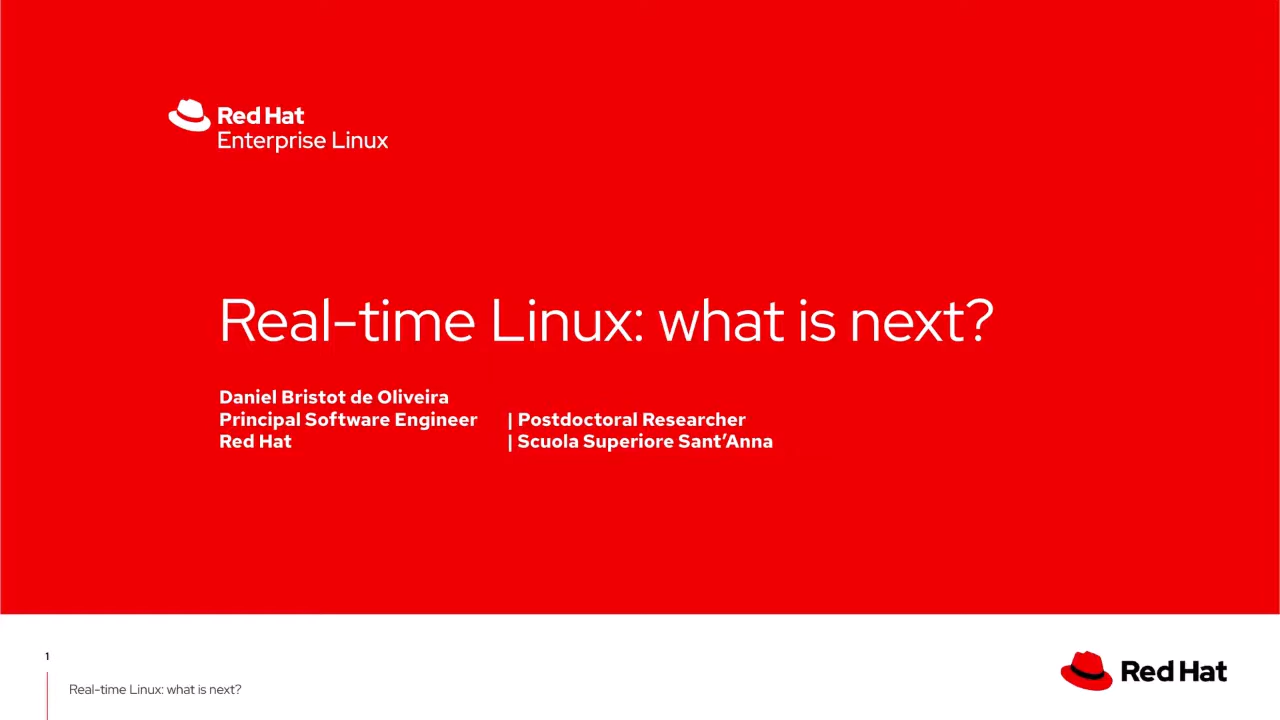 Red Hat
Enterprise Linux
Real-time Linux: what is next?
Daniel Bristot de Oliveira
Principal Software Engineer | Postdoctoral Researcher
Red Hat | Scuola Superiore Sant’Anna
1
Real-time Linux: what is next?
Red Hat